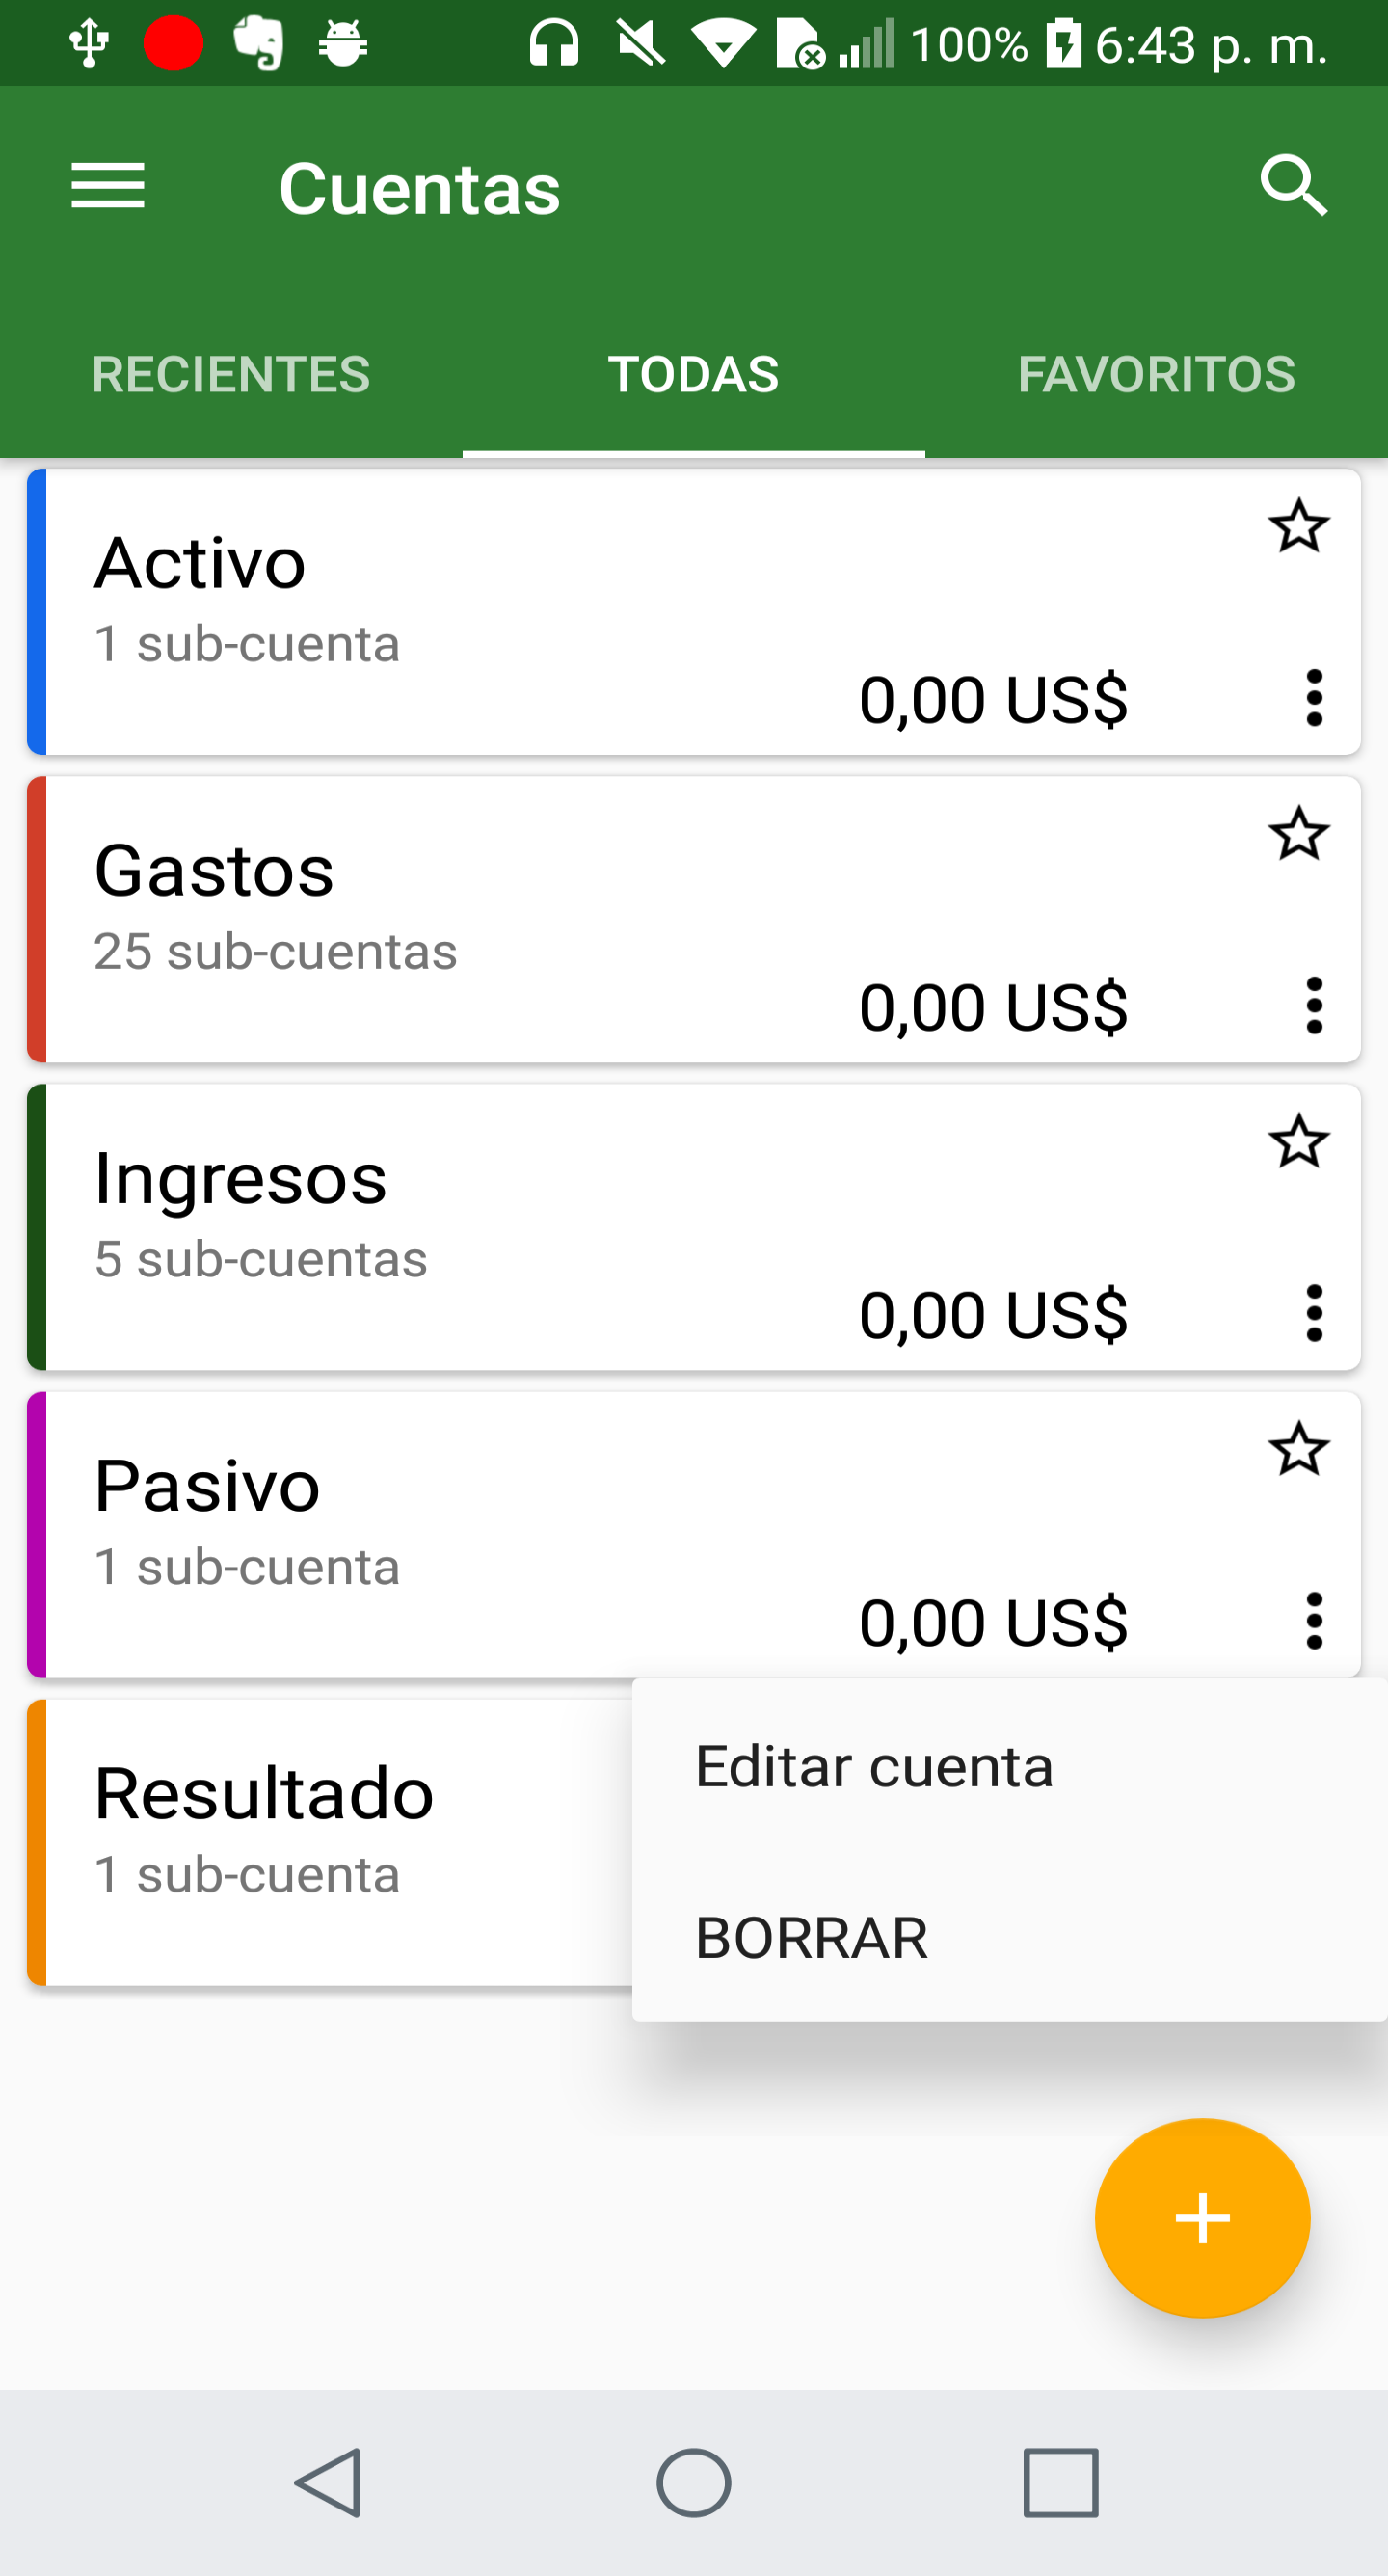 100% 6:43 p. m.
Cuentas
RECIENTES TODAS FAVORITOS
Activo
1 sub-cuenta
0,00 US$
Gastos
25 sub-cuentas
0,00 US$
Ingresos
5 sub-cuentas
0,00 US$
Pasivo
1 sub-cuenta
0,00 US$
Resultado
1 sub-cuenta
Editar cuenta
BORRAR